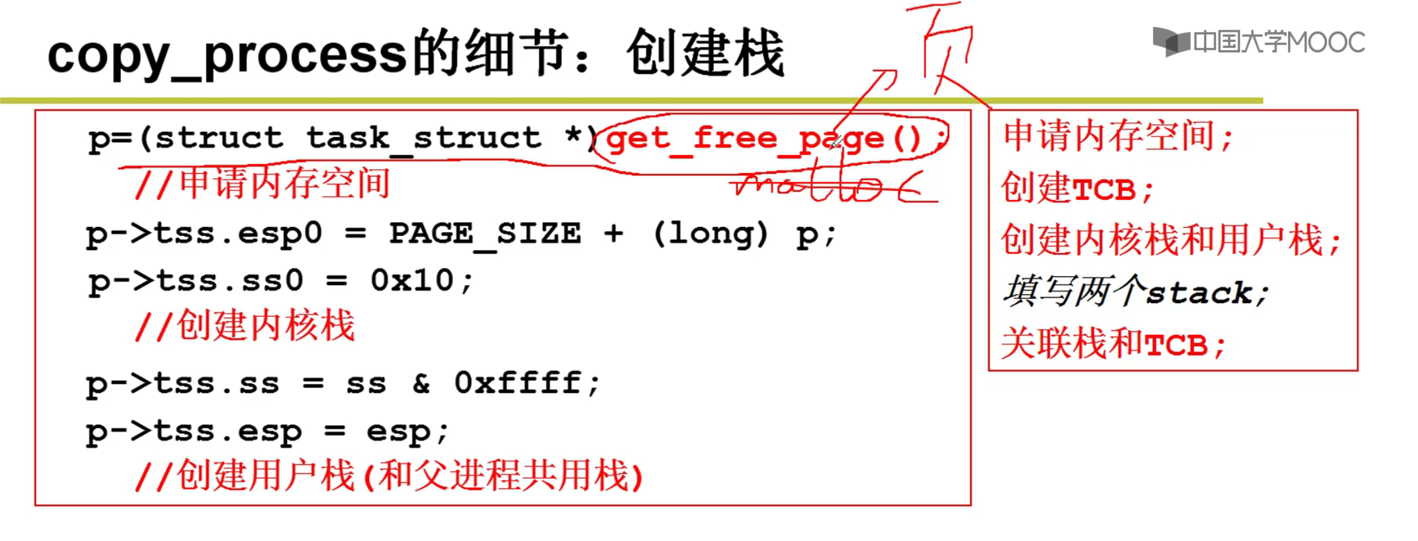 copy_process的细节：创建栈
中国大学MOOC
页
p=(struct task_struct *)get_free_page();
malloc
//申请内存空间
p->tss.esp0 = PAGE_SIZE + (long) p;
p->tss.ss0 = 0x10;
//创建内核栈
p->tss.ss = ss & 0xffff;
p->tss.esp = esp;
//创建用户栈(和父进程共用栈)
申请内存空间;
创建TCB;
创建内核栈和用户栈;
填写两个stack;
关联栈和TCB;